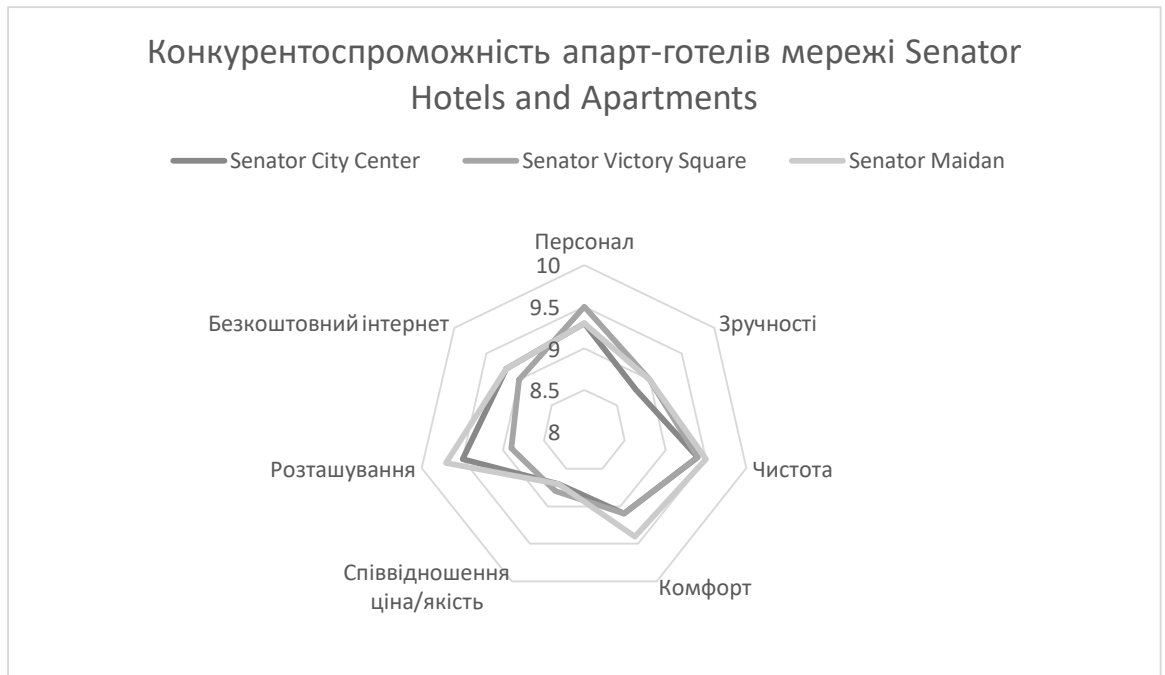 Конкурентоспроможність апарт-готелів мережі Senator
Hotels and Apartments
Senator City Center
Senator Victory Square
Senator Maidan
Персонал
10
9.5
9
8.5
8
Зручності
Чистота
Комфорт
Співвідношення
ціна/якість
Розташування
Безкоштовний інтернет